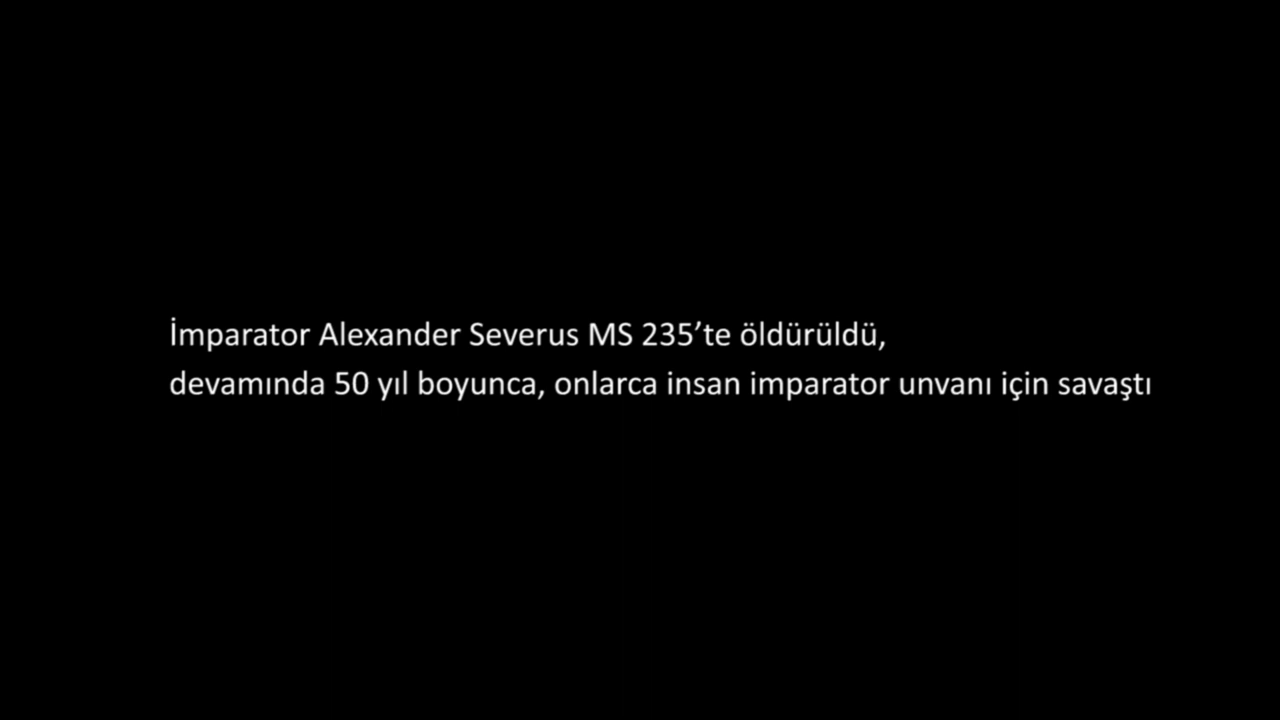 İmparator Alexander Severus MS 235’te öldürüldü,
devamında 50 yıl boyunca, onlarca insan imparator unvanı için savaştı